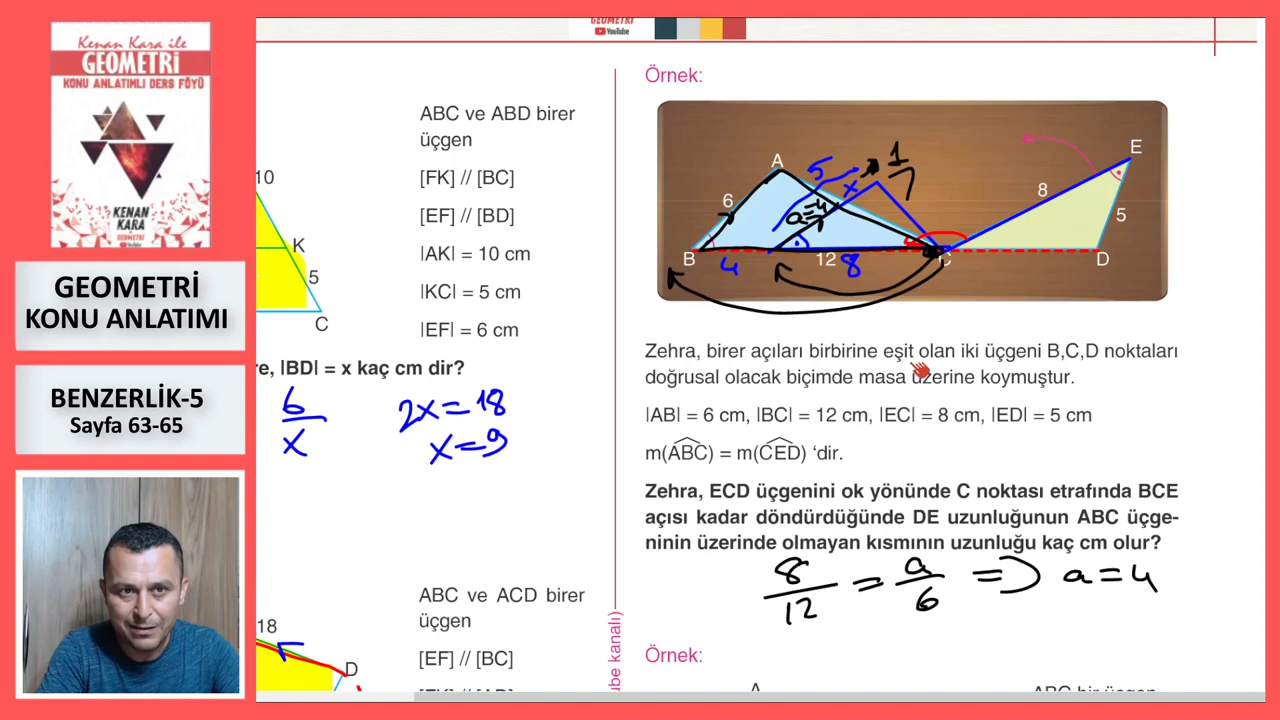 Kenan Kara ile
GEOMETRİ
KONU ANLATIMLI DERS FÖYÜ
KENAN
KARA
GEOMETRİ
KONU ANLATIMI
BENZERLİK-5
Sayfa 63-65
GEOMETRİ
YouTube
10
K
5
C
ABC ve ABD birer
üçgen
[FK] // [BC]
[EF] // [BD]
|AK| = 10 cm
|KC| = 5 cm
|EF| = 6 cm
re, |BD| = x kaç cm dir?
6
x
2x=18
x=9
18
D
ABC ve ACD birer
üçgen
[EF] // [BC]
ube kanalı)
Örnek:
A
6
B
4
12
8
C
5
x
1
a=4
E
8
5
D
Zehra, birer açıları birbirine eşit olan iki üçgeni B,C,D noktaları
doğrusal olacak biçimde masa üzerine koymuştur.
|AB| = 6 cm, |BC| = 12 cm, |EC| = 8 cm, |ED| = 5 cm
m(ABC) = m(CED) ‘dir.
Zehra, ECD üçgenini ok yönünde C noktası etrafında BCE
açısı kadar döndürdüğünde DE uzunluğunun ABC üçge-
ninin üzerinde olmayan kısmının uzunluğu kaç cm olur?
8/12 = a/6 => a=4
Örnek: